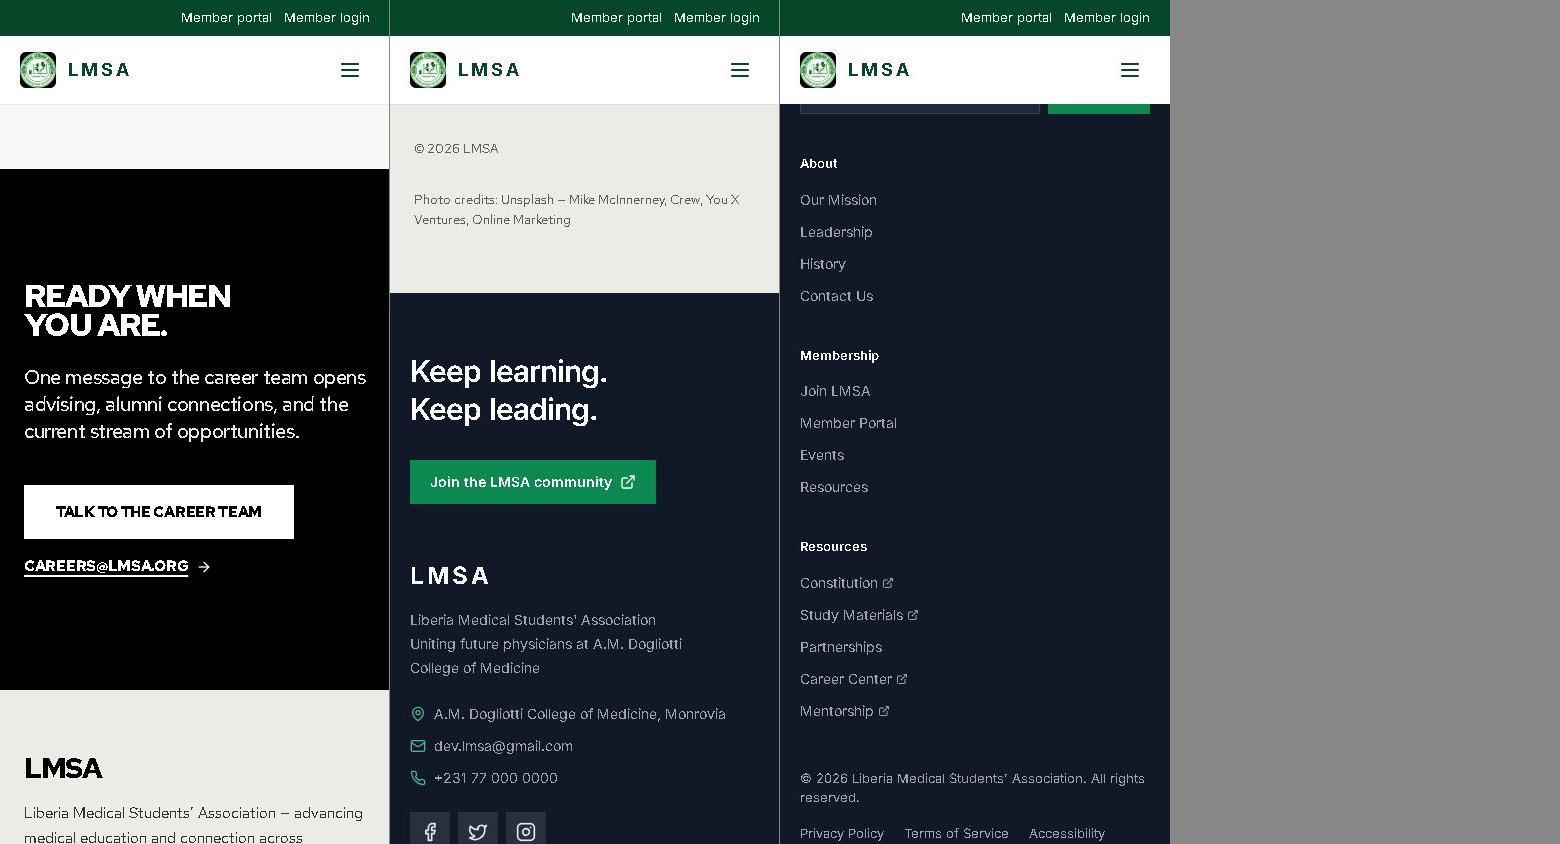 Member portal Member login
LMSA
READY WHEN
YOU ARE.
One message to the career team opens
advising, alumni connections, and the
current stream of opportunities.
TALK TO THE CAREER TEAM
CAREERS@LMSA.ORG →
LMSA
Liberia Medical Students’ Association – advancing
medical education and connection across
Member portal Member login
LMSA
© 2026 LMSA
Photo credits: Unsplash – Mike McInnerney, Crew, You X
Ventures, Online Marketing
Keep learning.
Keep leading.
Join the LMSA community
LMSA
Liberia Medical Students' Association
Uniting future physicians at A.M. Dogliotti
College of Medicine
A.M. Dogliotti College of Medicine, Monrovia
dev.lmsa@gmail.com
+231 77 000 0000
Member portal Member login
LMSA
About
Our Mission
Leadership
History
Contact Us
Membership
Join LMSA
Member Portal
Events
Resources
Resources
Constitution
Study Materials
Partnerships
Career Center
Mentorship
© 2026 Liberia Medical Students’ Association. All rights
reserved.
Privacy Policy Terms of Service Accessibility